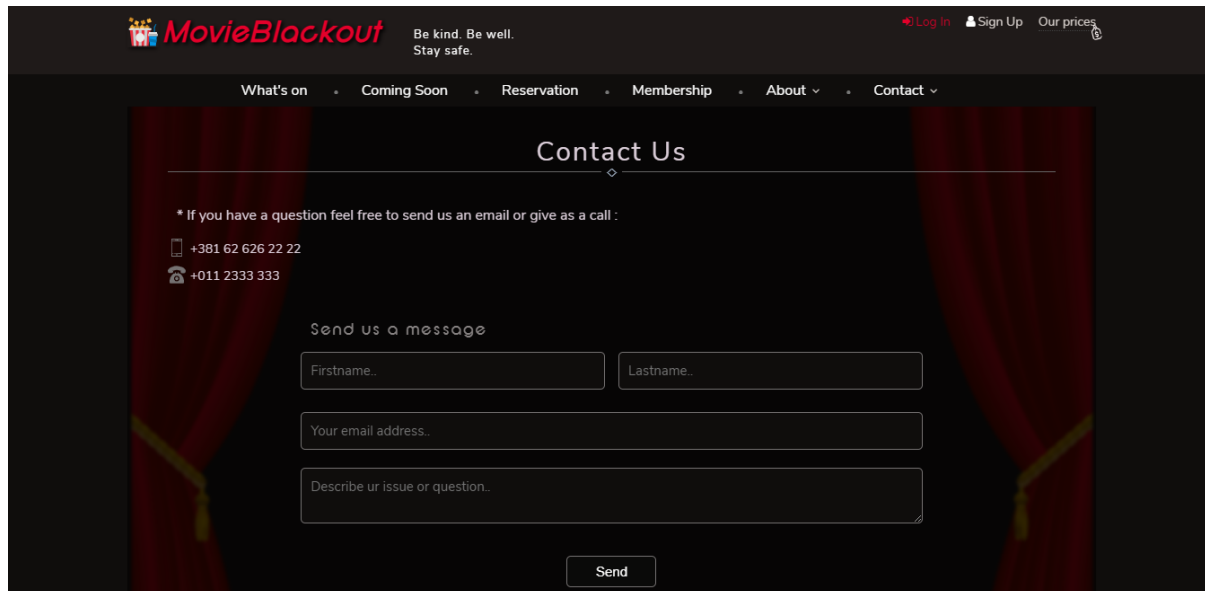 MovieBlackout
Be kind. Be well.
Stay safe.
Log In Sign Up Our prices
What's on Coming Soon Reservation Membership About Contact
Contact Us
* If you have a question feel free to send us an email or give as a call :
+381 62 626 22 22
+011 2333 333
Send us a message
Firstname.. Lastname..
Your email address..
Describe ur issue or question..
Send